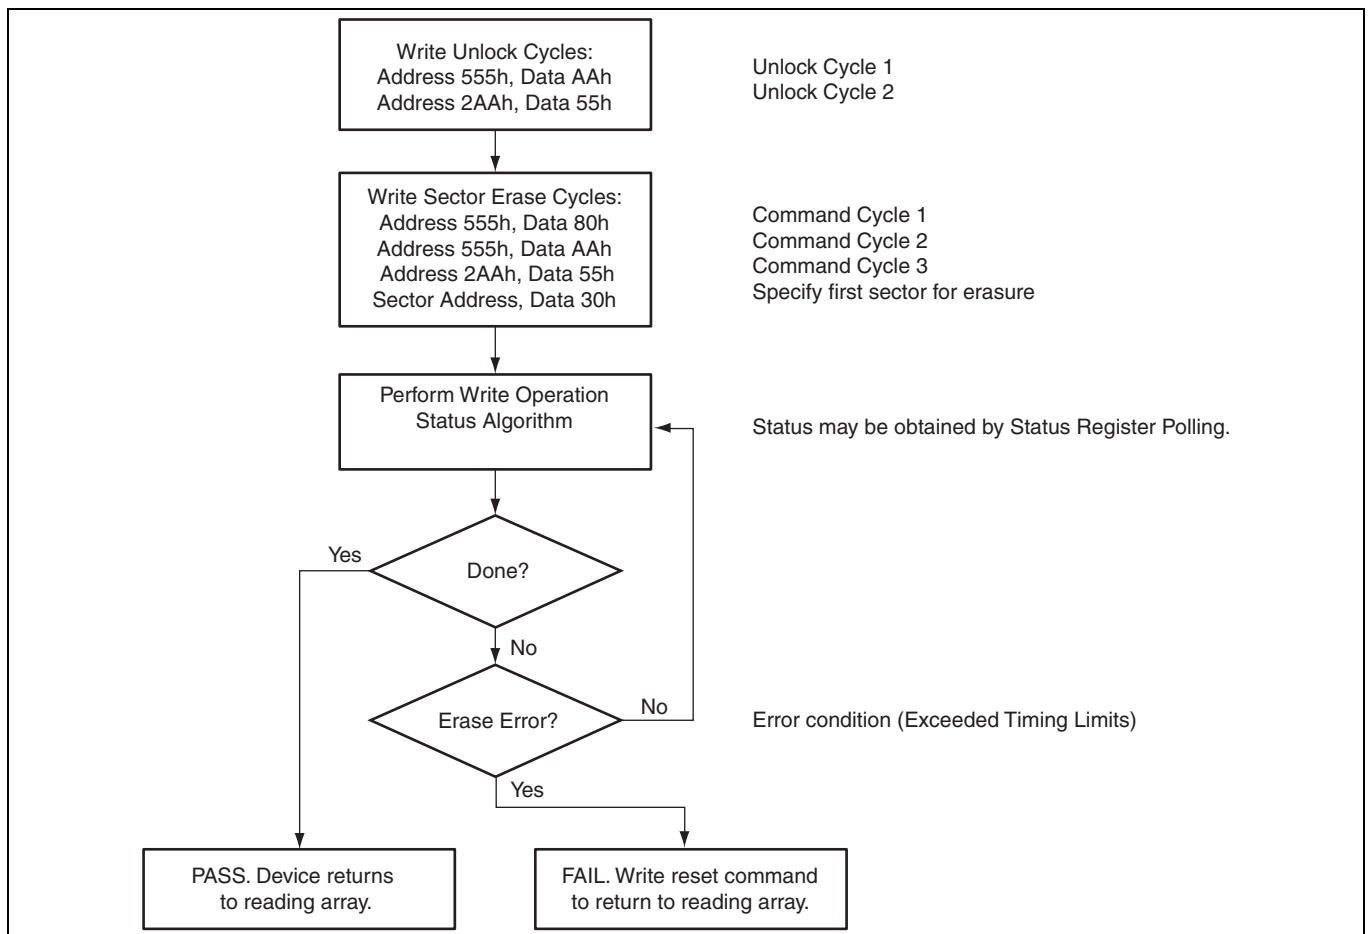 Write Unlock Cycles:
Address 555h, Data AAh
Address 2AAh, Data 55h
Unlock Cycle 1
Unlock Cycle 2
Write Sector Erase Cycles:
Address 555h, Data 80h
Address 555h, Data AAh
Address 2AAh, Data 55h
Sector Address, Data 30h
Command Cycle 1
Command Cycle 2
Command Cycle 3
Specify first sector for erasure
Perform Write Operation
Status Algorithm
Status may be obtained by Status Register Polling.
Yes
Done?
No
Erase Error?
No
Error condition (Exceeded Timing Limits)
Yes
PASS. Device returns
to reading array.
FAIL. Write reset command
to return to reading array.